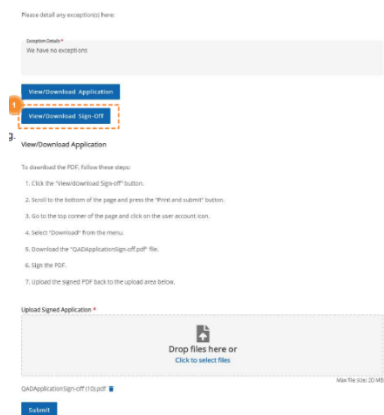 Please detail any exception(s) here:
Exception Details *
We have no exceptions
View/Download Application
1
View/Download Sign-Off
g.
View/Download Application
To download the PDF, follow these steps:
1. Click the "View/download Sign-off" button.
2. Scroll to the bottom of the page and press the "Print and submit" button.
3. Go to the top corner of the page and click on the user account icon.
4. Select "Download" from the menu.
5. Download the "QADApplicationSign-off.pdf" file.
6. Sign the PDF.
7. Upload the signed PDF back to the upload area below.
Upload Signed Application *
Drop files here or
Click to select files
Max file size: 20 MB
QADApplicationSign-off (10).pdf
Submit